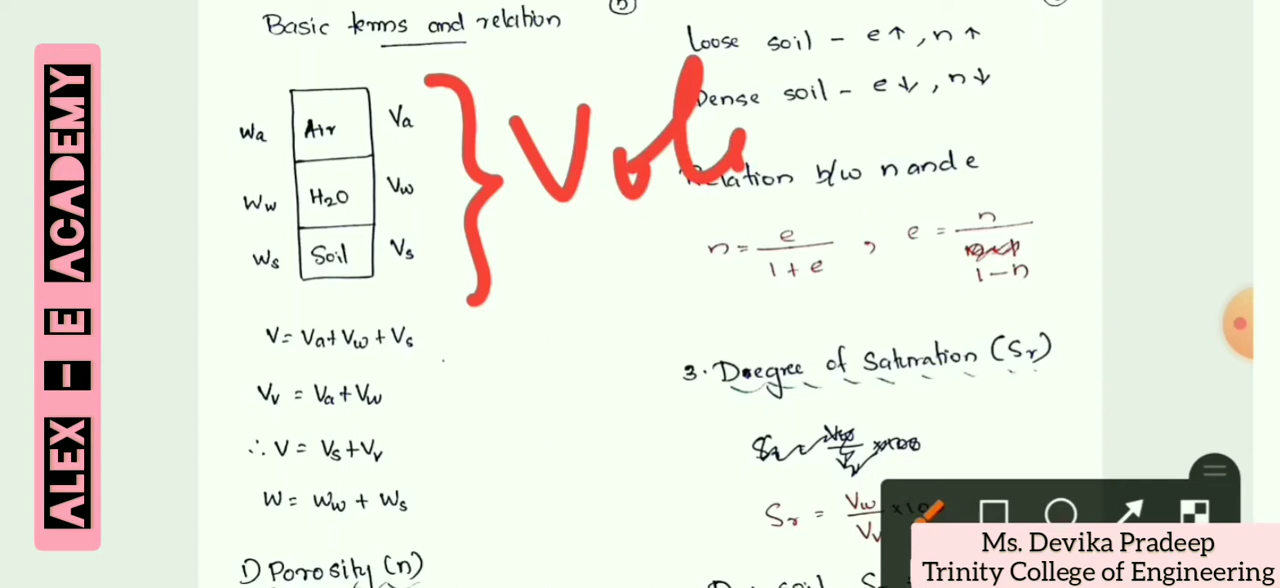 ALEX - E ACADEMY
Basic terms and relation
Wa Air Va
Ww H2O Vw
Ws Soil Vs
V = Va + Vw + Vs
Vv = Va + Vw
∴ V = Vs + Vv
W = Ww + Ws
1) Porosity (n)
Loose soil - e↑, n↑
Dense soil - e↓, n↓
Relation b/w n and e
n = e / 1 + e , e = n / 1 - n
3. Degree of Saturation (Sr)
Sr = Vw / Vv
Ms. Devika Pradeep
Trinity College of Engineering